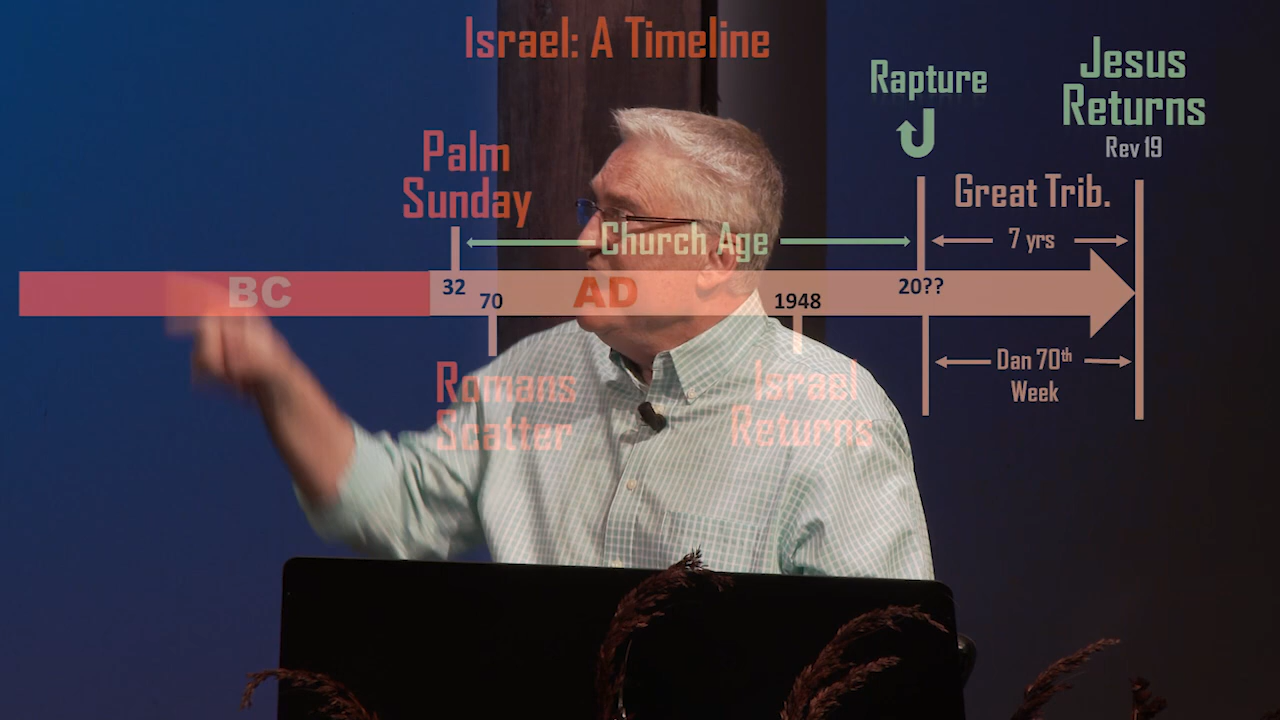 Israel: A Timeline
Rapture
Jesus
Returns
Rev 19
Palm
Sunday
Great Trib.
Church Age
7 yrs
BC
32
70
AD
1948
20??
Romans
Scatter
Israel
Returns
Dan 70th
Week